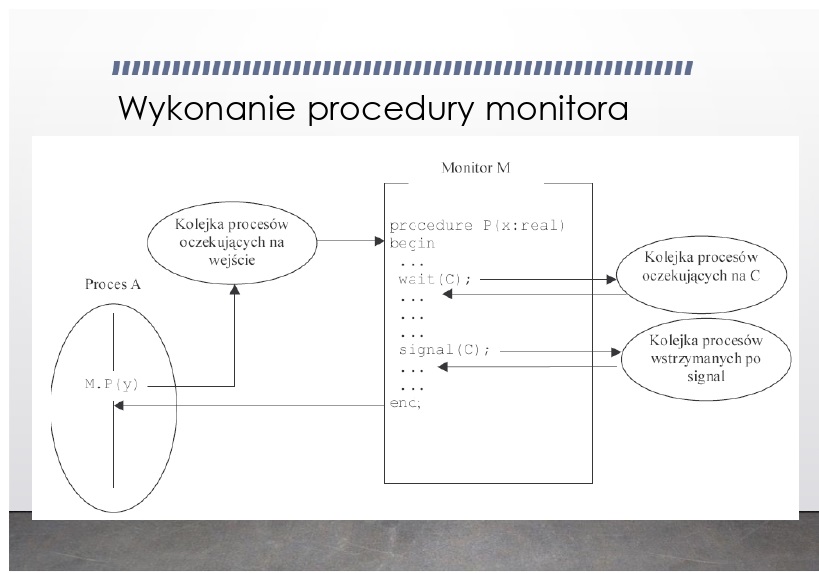 Wykonanie procedury monitora
Monitor M
Kolejka procesów
oczekujących na
wejście
procedure P(x:real)
begin
...
wait(C);
...
...
...
signal(C);
...
...
end;
Kolejka procesów
oczekujących na C
Kolejka procesów
wstrzymanych po
signal
Proces A
M.P(y)